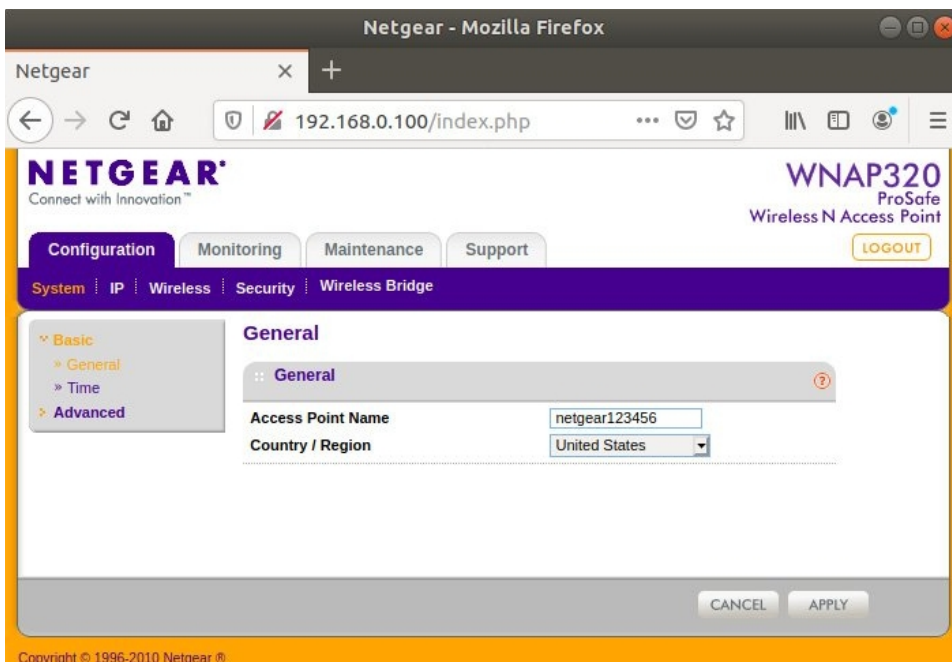 Netgear - Mozilla Firefox
Netgear
192.168.0.100/index.php
NETGEAR®
Connect with Innovation™
WNAP320
ProSafe
Wireless N Access Point
Configuration Monitoring Maintenance Support LOGOUT
System IP Wireless Security Wireless Bridge
Basic
» General
» Time
Advanced
General
General
Access Point Name netgear123456
Country / Region United States
CANCEL APPLY
Copyright © 1996-2010 Netgear ®